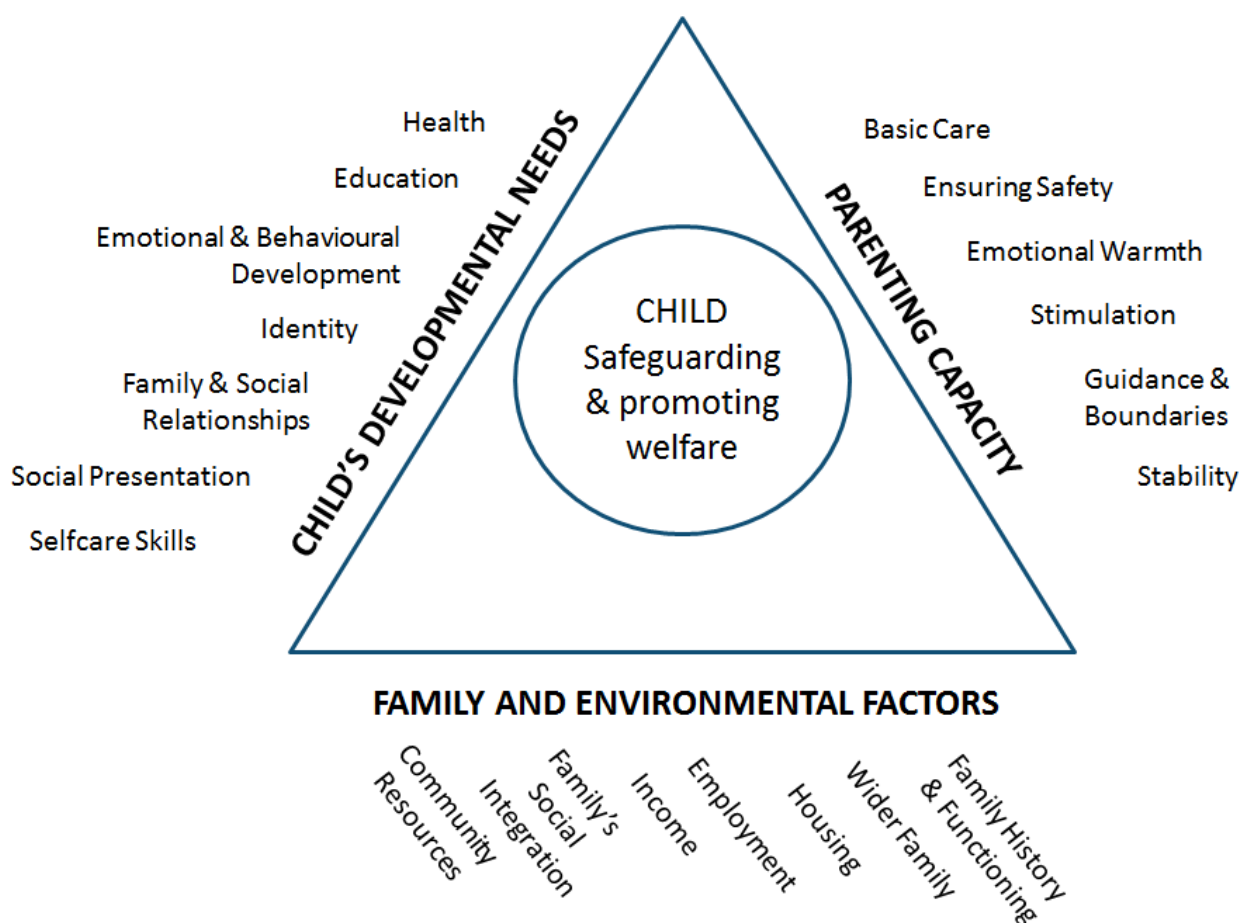 Health
Education
Emotional & Behavioural
Development
Identity
Family & Social
Relationships
Social Presentation
Selfcare Skills
CHILD'S DEVELOPMENTAL NEEDS
CHILD
Safeguarding
& promoting
welfare
PARENTING CAPACITY
Basic Care
Ensuring Safety
Emotional Warmth
Stimulation
Guidance &
Boundaries
Stability
FAMILY AND ENVIRONMENTAL FACTORS
Community
Resources
Family's
Social
Integration
Income
Employment
Housing
Wider Family
Family History
& Functioning